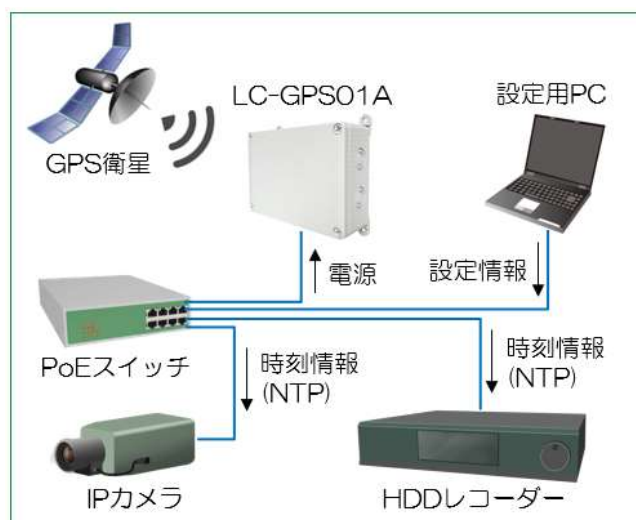 LC-GPS01A
設定用PC
GPS衛星
電源
設定情報
PoEスイッチ
時刻情報
(NTP)
時刻情報
(NTP)
IPカメラ
HDDレコーダー